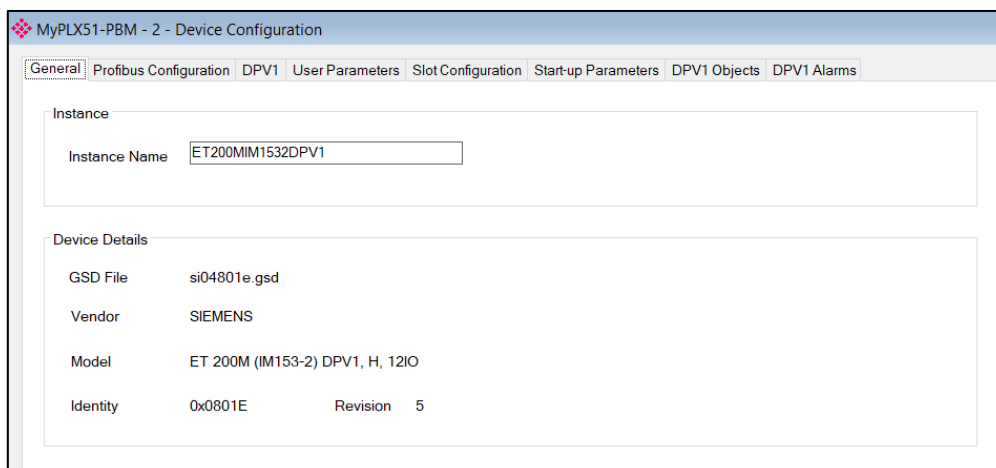 MyPLX51-PBM - 2 - Device Configuration
General Profibus Configuration DPV1 User Parameters Slot Configuration Start-up Parameters DPV1 Objects DPV1 Alarms
Instance
Instance Name ET200MIM1532DPV1
Device Details
GSD File si04801e.gsd
Vendor SIEMENS
Model ET 200M (IM153-2) DPV1, H, 12IO
Identity 0x0801E Revision 5